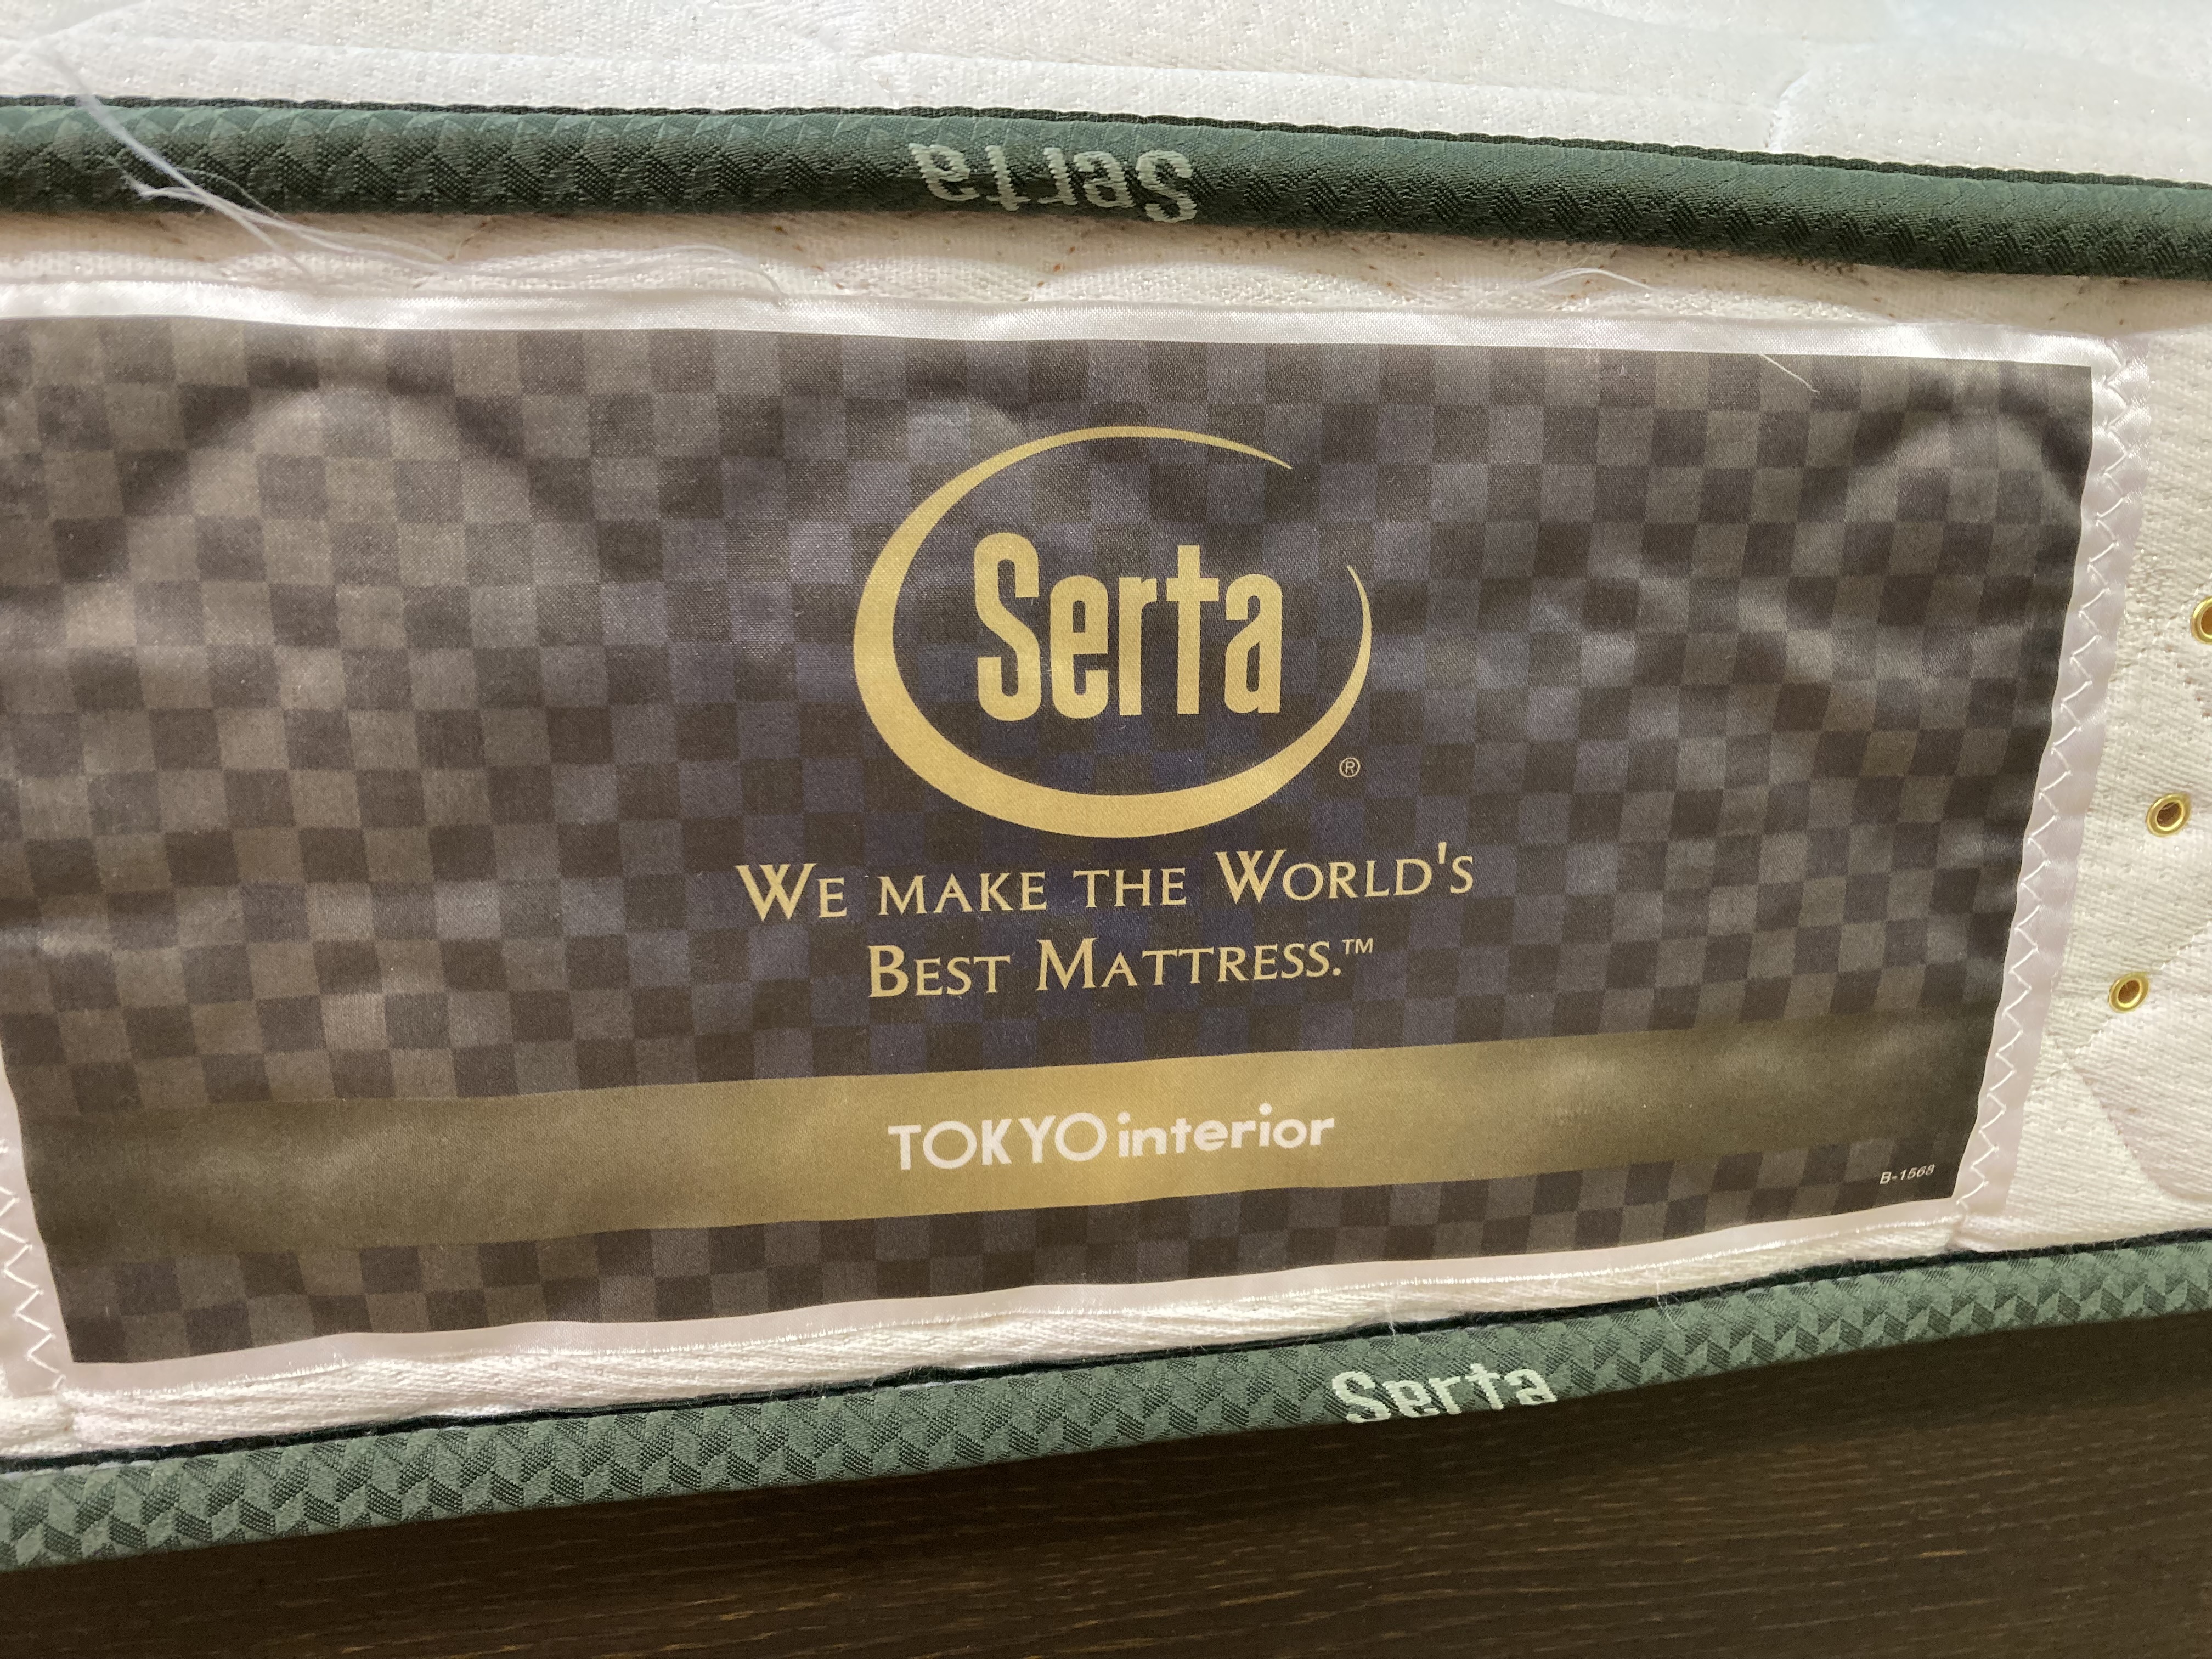 Serta
Serta
®
WE MAKE THE WORLD'S
BEST MATTRESS.™
TOKYO interior
B-1568
Serta